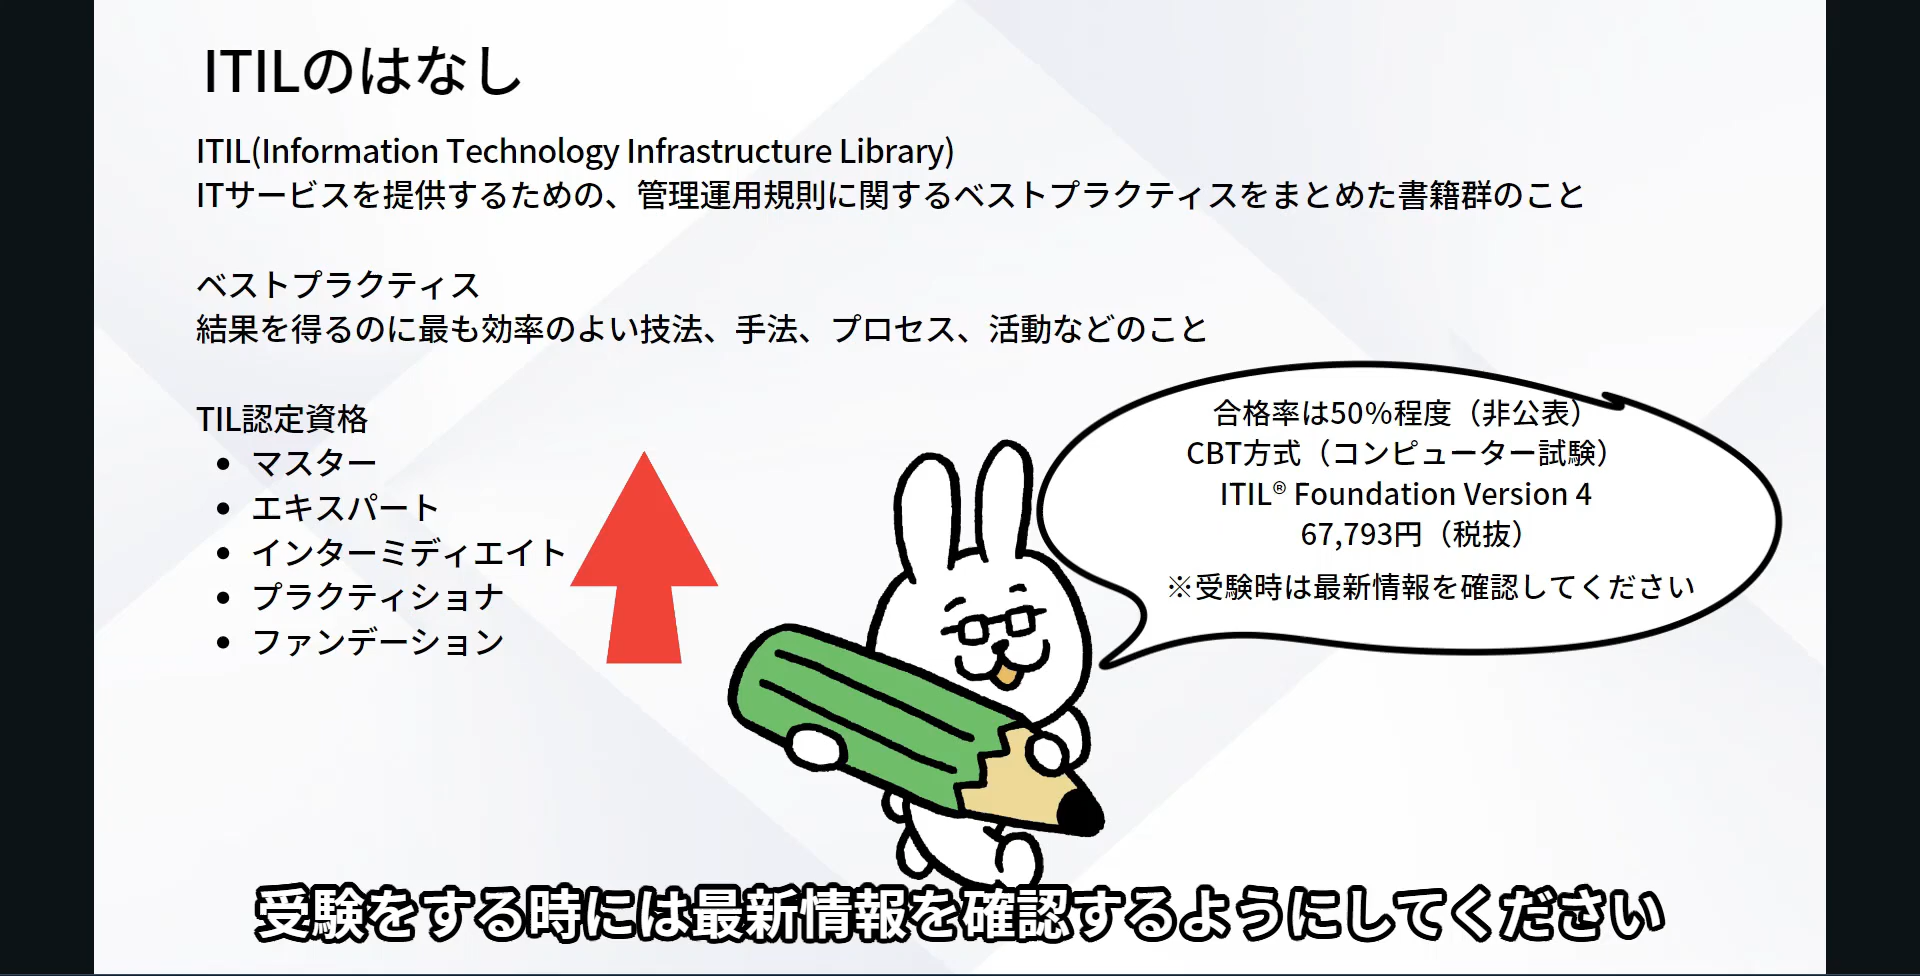 ITILのはなし
ITIL(Information Technology Infrastructure Library)
ITサービスを提供するための、管理運用規則に関するベストプラクティスをまとめた書籍群のこと
ベストプラクティス
結果を得るのに最も効率のよい技法、手法、プロセス、活動などのこと
TIL認定資格
• マスター
• エキスパート
• インターミディエイト
• プラクティショナ
• ファンデーション
合格率は50%程度（非公表）
CBT方式（コンピューター試験）
ITIL® Foundation Version 4
67,793円（税抜）
※受験時は最新情報を確認してください
受験をする時には最新情報を確認するようにしてください